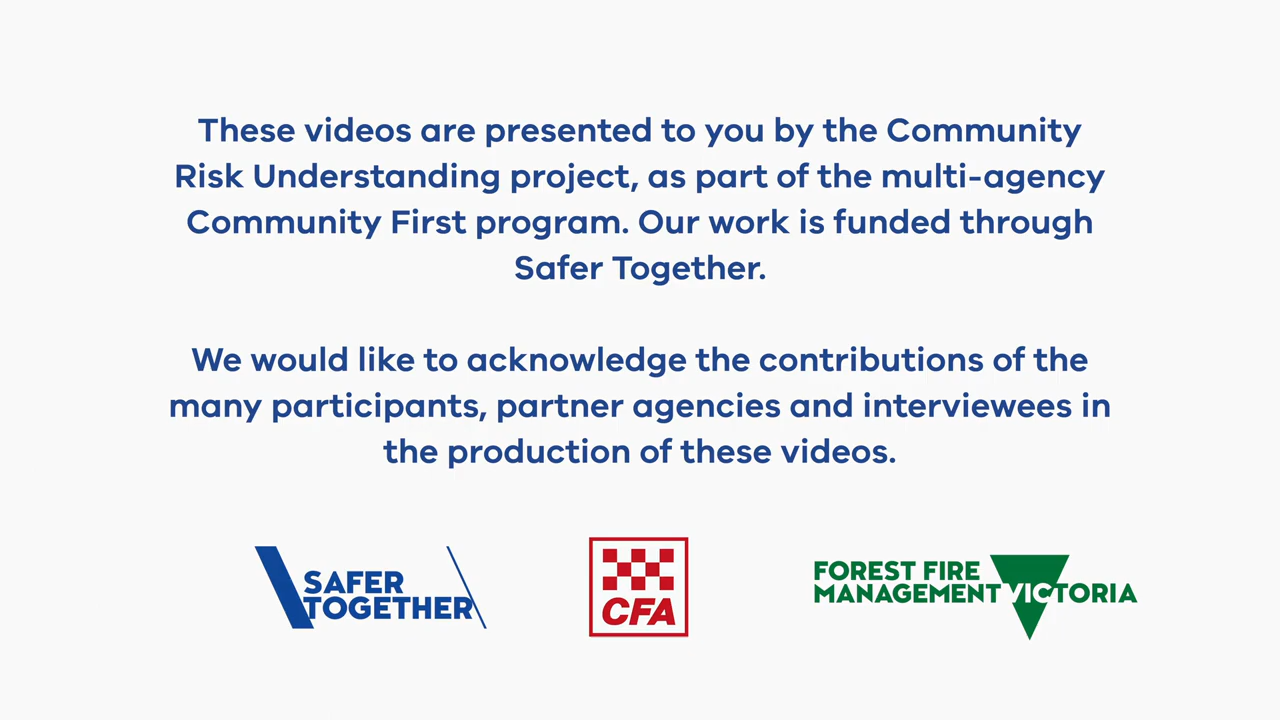 These videos are presented to you by the Community
Risk Understanding project, as part of the multi-agency
Community First program. Our work is funded through
Safer Together.
We would like to acknowledge the contributions of the
many participants, partner agencies and interviewees in
the production of these videos.
SAFER
TOGETHER
CFA
FOREST FIRE
MANAGEMENT VICTORIA